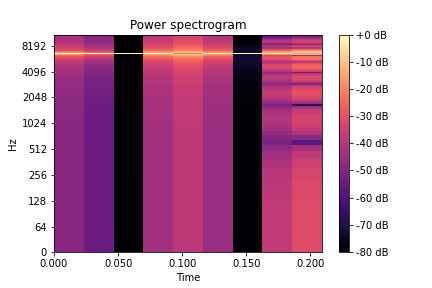 Power spectrogram
8192
4096
2048
1024
512
256
128
64
0
Hz
0.000 0.050 0.100 0.150 0.200
Time
+0 dB
-10 dB
-20 dB
-30 dB
-40 dB
-50 dB
-60 dB
-70 dB
-80 dB